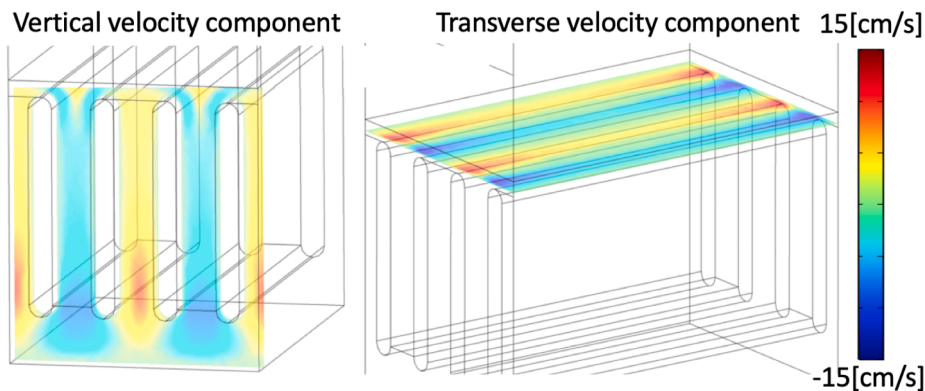 Vertical velocity component
Transverse velocity component
15[cm/s]
-15[cm/s]